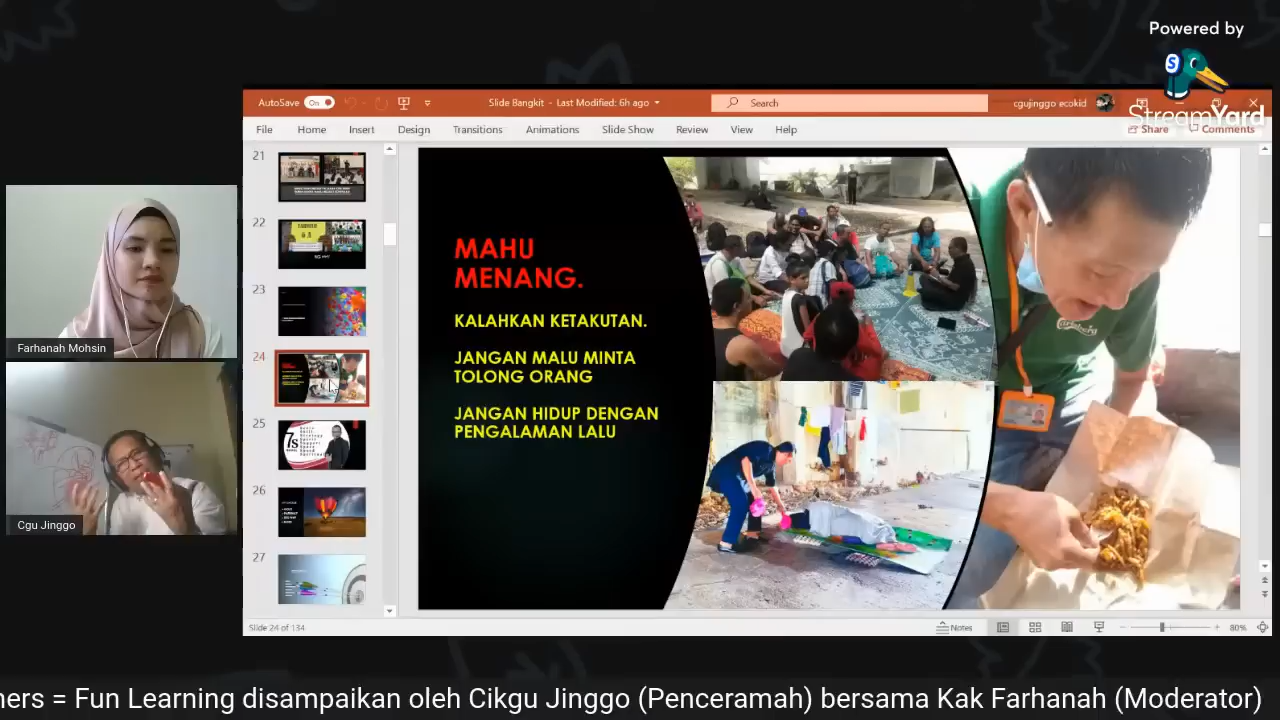 Powered by
StreamYard
AutoSave On
Slide Bangkit - Last Modified: 6h ago
Search
cgujinggo ecokid
File Home Insert Design Transitions Animations Slide Show Review View Help
Share Comments
21
22
23
24
25
26
27
MAHU
MENANG.
KALAHKAN KETAKUTAN.
JANGAN MALU MINTA
TOLONG ORANG
JANGAN HIDUP DENGAN
PENGALAMAN LALU
Carlsberg
7S
Farhanah Mohsin
Cgu Jinggo
Slide 24 of 134
Notes
80%
ners = Fun Learning disampaikan oleh Cikgu Jinggo (Penceramah) bersama Kak Farhanah (Moderator)